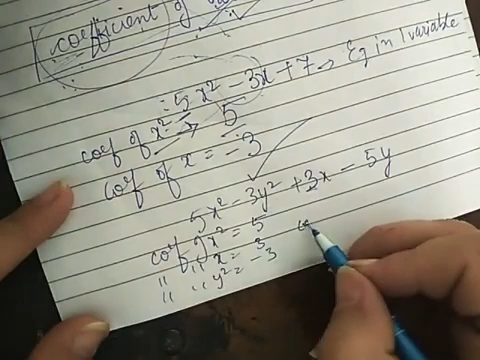 coefficient of
5x² - 3x + 7 → Eq in 1 variable
coef of x² → 5
coef of x = -3
5x² - 3y² + 3x - 5y
coef of x² = 5
" " x = 3
" " y² = -3